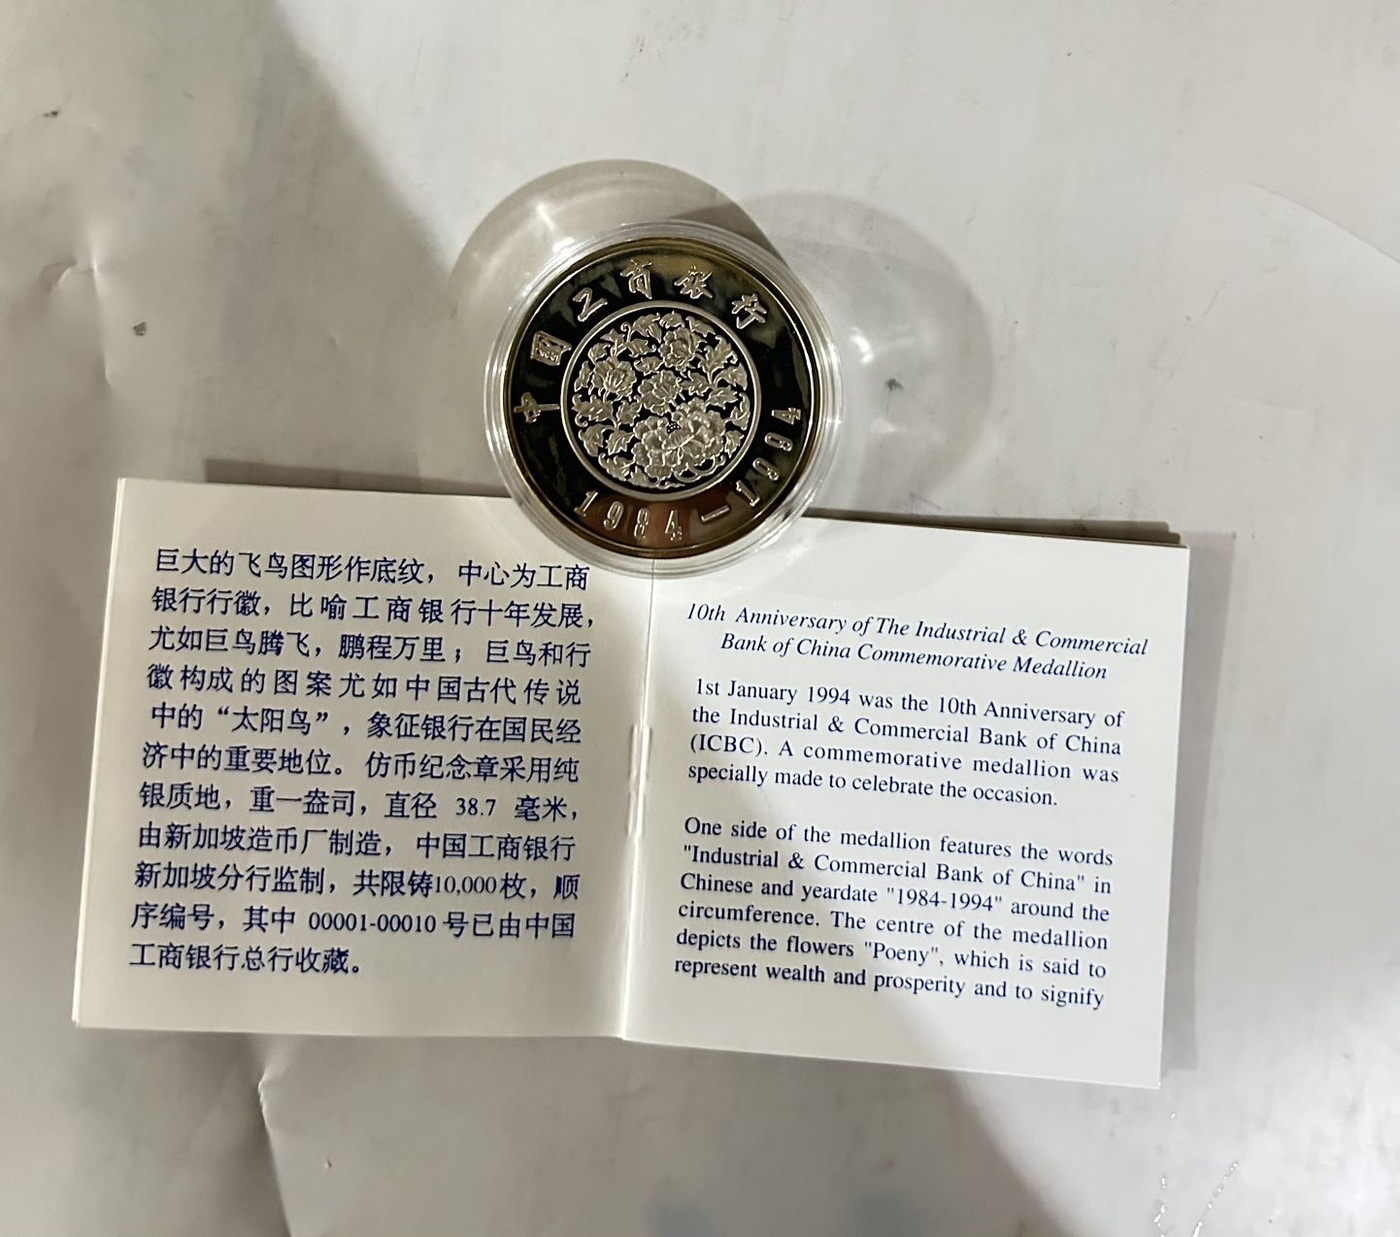 中國工商銀行
1984—1994
巨大的飞鸟图形作底纹，中心为工商
银行行徽，比喻工商银行十年发展，
尤如巨鸟腾飞，鹏程万里；巨鸟和行
徽构成的图案尤如中国古代传说
中的“太阳鸟”，象征银行在国民经
济中的重要地位。仿币纪念章采用纯
银质地，重一盎司，直径 38.7 毫米，
由新加坡造币厂制造，中国工商银行
新加坡分行监制，共限铸10,000枚，顺
序编号，其中 00001-00010 号已由中国
工商银行总行收藏。
10th Anniversary of The Industrial & Commercial
Bank of China Commemorative Medallion
1st January 1994 was the 10th Anniversary of
the Industrial & Commercial Bank of China
(ICBC). A commemorative medallion was
specially made to celebrate the occasion.
One side of the medallion features the words
"Industrial & Commercial Bank of China" in
Chinese and yeardate "1984-1994" around the
circumference. The centre of the medallion
depicts the flowers "Poeny", which is said to
represent wealth and prosperity and to signify